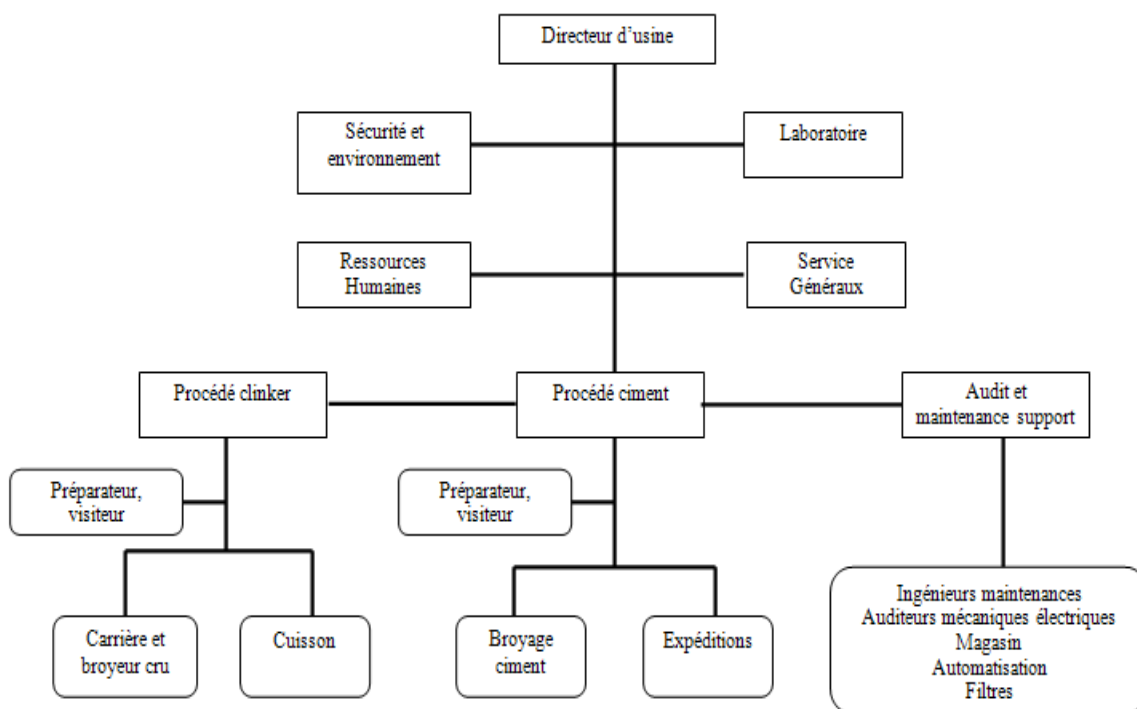 Directeur d'usine
Sécurité et
environnement
Laboratoire
Ressources
Humaines
Service
Généraux
Procédé clinker
Procédé ciment
Audit et
maintenance support
Préparateur,
visiteur
Préparateur,
visiteur
Carrière et
broyeur cru
Cuisson
Broyage
ciment
Expéditions
Ingénieurs maintenances
Auditeurs mécaniques électriques
Magasin
Automatisation
Filtres